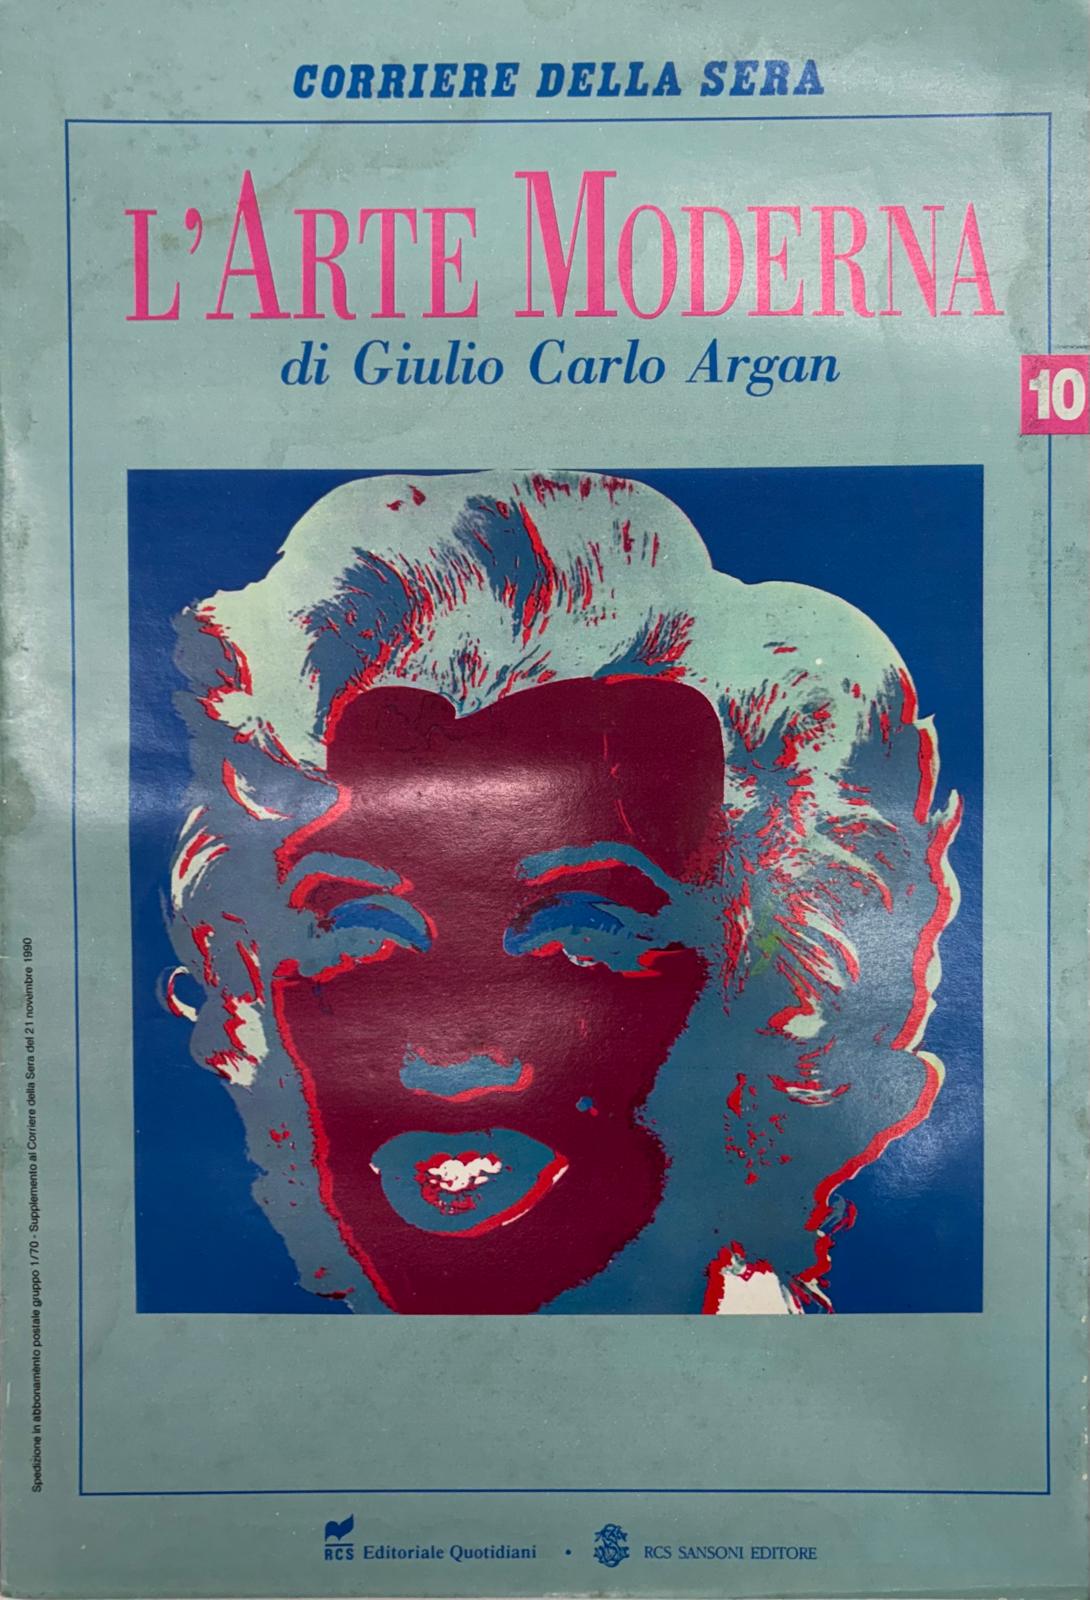 CORRIERE DELLA SERA
L'ARTE MODERNA
di Giulio Carlo Argan
10
Spedizione in abbonamento postale gruppo 1/70 - Supplemento al Corriere della Sera del 21 novembre 1990
RCS Editoriale Quotidiani • RCS SANSONI EDITORE